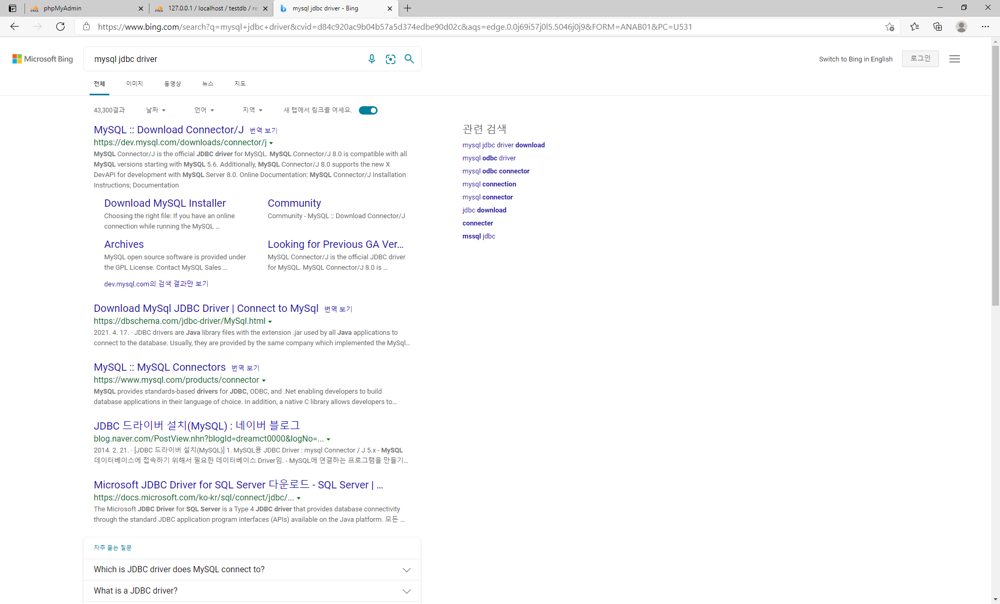 phpMyAdmin
127.0.0.1 / localhost / testdb / re
mysql jdbc driver - Bing
https://www.bing.com/search?q=mysql+jdbc+driver&cvid=d84c920ac9b04b57a5d374edbe90d02c&aqs=edge.0.0j69i57j0l5.5046j0j9&FORM=ANAB01&PC=U531
Microsoft Bing
mysql jdbc driver
Switch to Bing in English
로그인
전체 이미지 동영상 뉴스 지도
43,300결과 날짜 언어 지역 새 탭에서 링크를 여세요.
MySQL :: Download Connector/J 번역 보기
https://dev.mysql.com/downloads/connector/j
MySQL Connector/J is the official JDBC driver for MySQL. MySQL Connector/J 8.0 is compatible with all
MySQL versions starting with MySQL 5.6. Additionally, MySQL Connector/J 8.0 supports the new X
DevAPI for development with MySQL Server 8.0. Online Documentation: MySQL Connector/J Installation
Instructions; Documentation
Download MySQL Installer
Choosing the right file: If you have an online
connection while running the MySQL ...
Community
Community - MySQL :: Download Connector/J
Archives
MySQL open source software is provided under
the GPL License. Contact MySQL Sales ...
Looking for Previous GA Ver...
MySQL Connector/J is the official JDBC driver
for MySQL. MySQL Connector/J 8.0 is ...
dev.mysql.com의 검색 결과만 보기
Download MySql JDBC Driver | Connect to MySql 번역 보기
https://dbschema.com/jdbc-driver/MySql.html
2021. 4. 17. · JDBC drivers are Java library files with the extension .jar used by all Java applications to
connect to the database. Usually, they are provided by the same company which implemented the MySql...
MySQL :: MySQL Connectors 번역 보기
https://www.mysql.com/products/connector
MySQL provides standards-based drivers for JDBC, ODBC, and .Net enabling developers to build
database applications in their language of choice. In addition, a native C library allows developers to...
JDBC 드라이버 설치(MySQL) : 네이버 블로그
blog.naver.com/PostView.nhn?blogId=dreamct0000&logNo=...
2014. 2. 21. · [JDBC 드라이버 설치(MySQL)] 1. MySQL용 JDBC Driver : mysql Connector / J 5.x - MySQL
데이터베이스에 접속하기 위해서 필요한 데이터베이스 Driver임. - MySQL에 연결하는 프로그램을 만들기...
Microsoft JDBC Driver for SQL Server 다운로드 - SQL Server | ...
https://docs.microsoft.com/ko-kr/sql/connect/jdbc/...
The Microsoft JDBC Driver for SQL Server is a Type 4 JDBC driver that provides database connectivity
through the standard JDBC application program interfaces (APIs) available on the Java platform. 모든 ...
자주 묻는 질문
Which is JDBC driver does MySQL connect to?
What is a JDBC driver?
관련 검색
mysql jdbc driver download
mysql odbc driver
mysql odbc connector
mysql connection
mysql connector
jdbc download
connecter
mssql jdbc